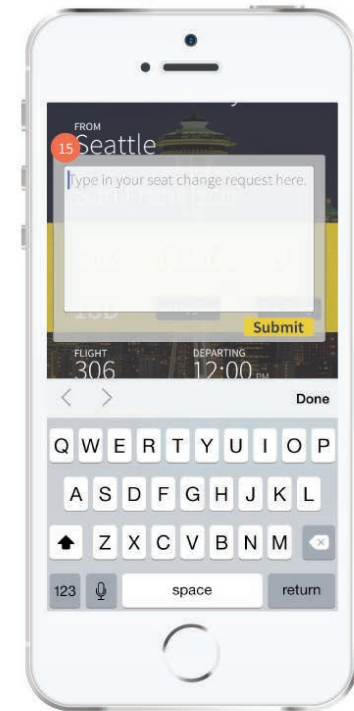 FROM
15
Seattle
Type in your seat change request here.
Submit
FLIGHT
DEPARTING
306
12:00 PM
Done
Q W E R T Y U I O P
A S D F G H J K L
Z X C V B N M
123
space
return